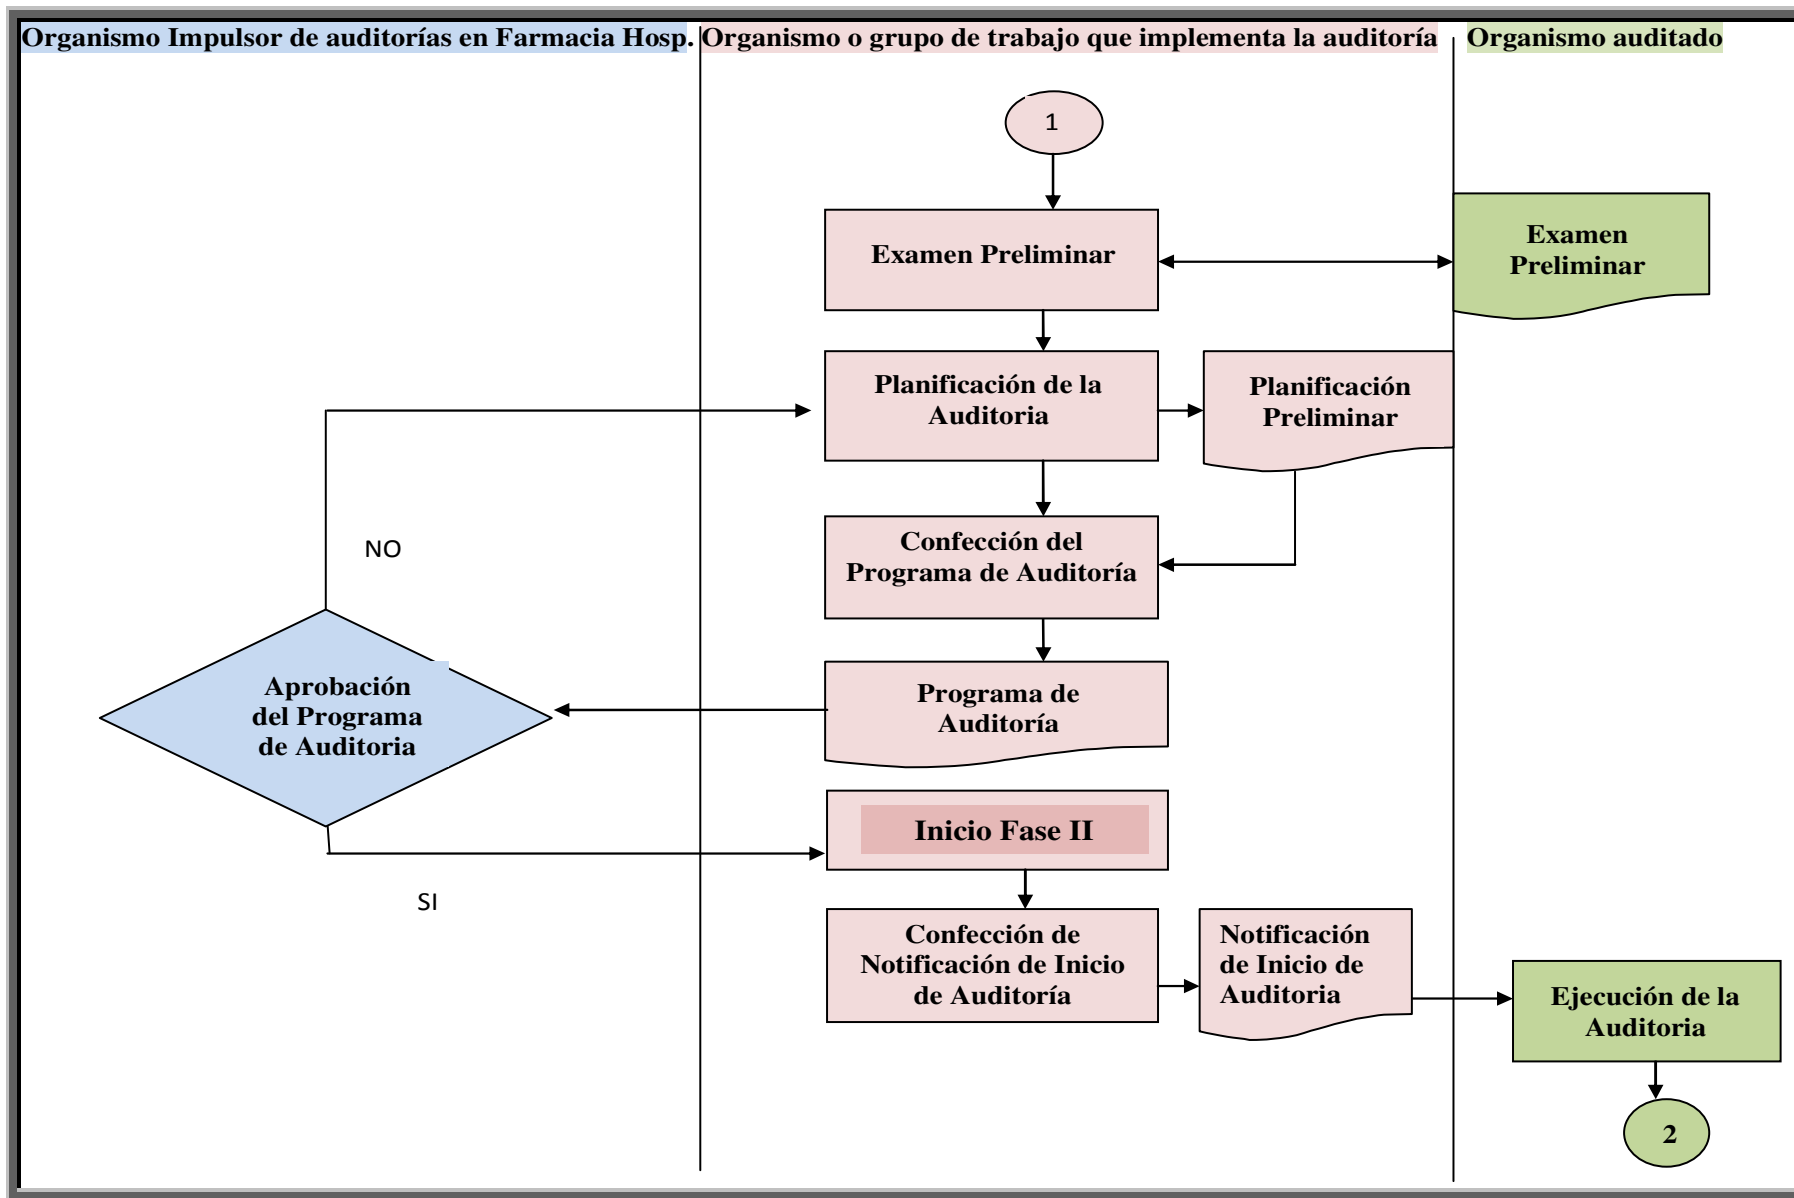 Organismo Impulsor de auditorías en Farmacia Hosp.
Organismo o grupo de trabajo que implementa la auditoría
Organismo auditado
1
Examen Preliminar
Examen
Preliminar
Planificación de la
Auditoria
Planificación
Preliminar
NO
Confección del
Programa de Auditoría
Aprobación
del Programa
de Auditoria
Programa de
Auditoría
Inicio Fase II
SI
Confección de
Notificación de Inicio
de Auditoría
Notificación
de Inicio de
Auditoria
Ejecución de la
Auditoria
2